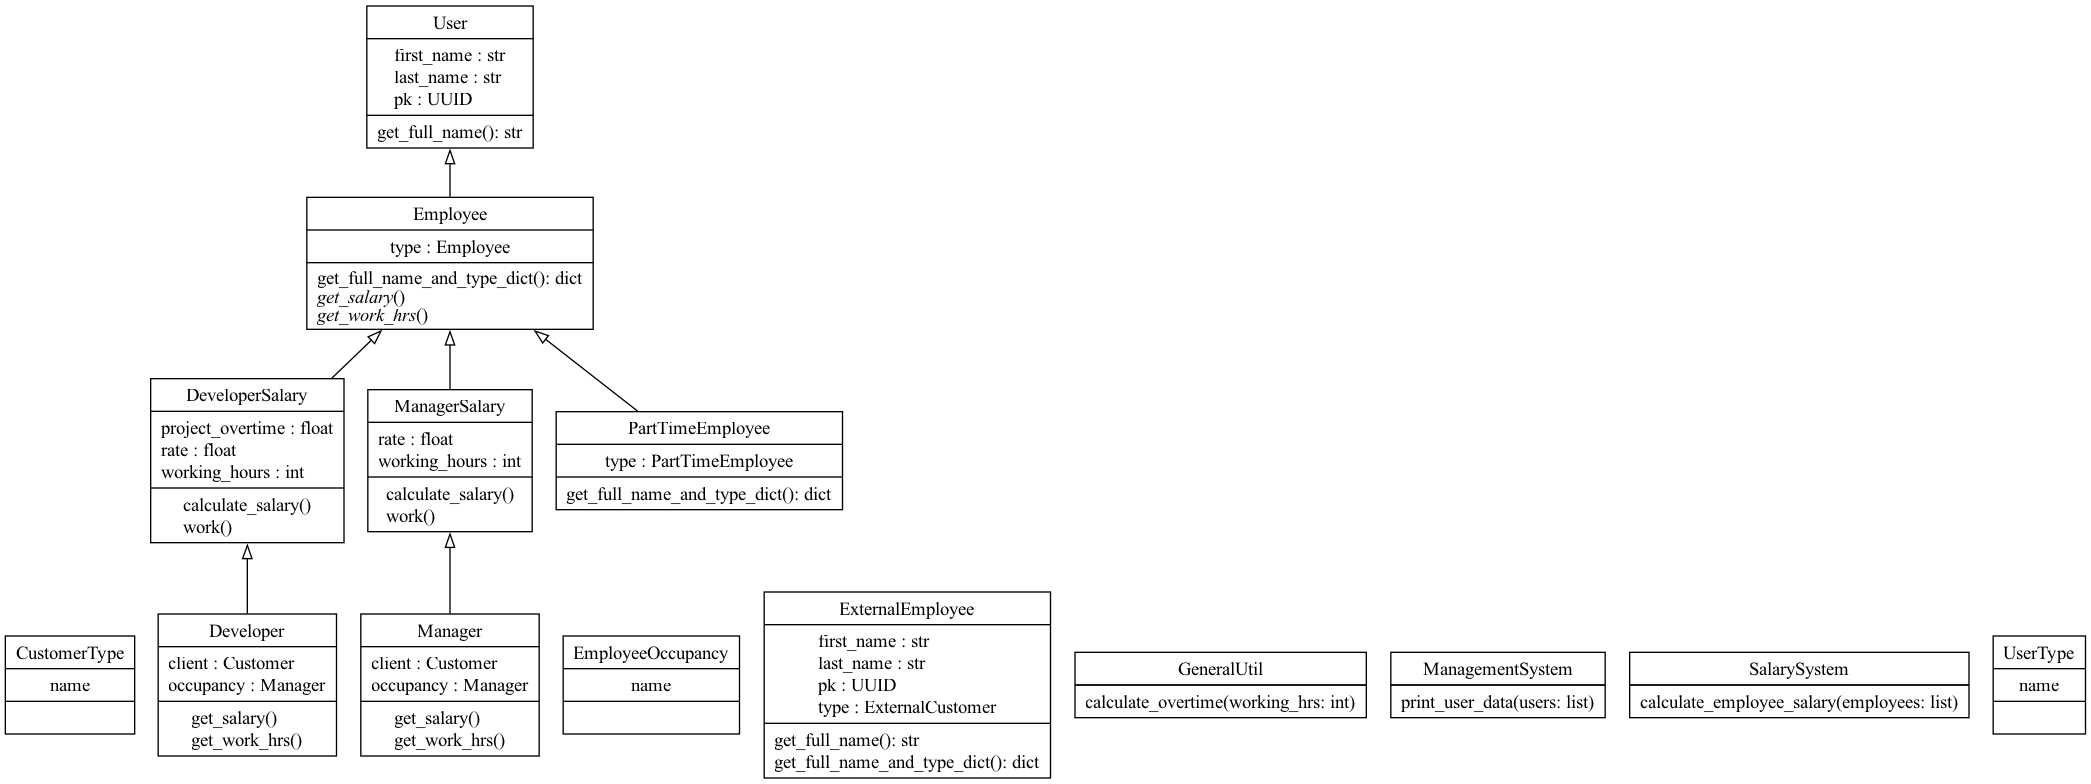 User
first_name : str
last_name : str
pk : UUID
get_full_name(): str
Employee
type : Employee
get_full_name_and_type_dict(): dict
get_salary()
get_work_hrs()
DeveloperSalary
project_overtime : float
rate : float
working_hours : int
calculate_salary()
work()
ManagerSalary
rate : float
working_hours : int
calculate_salary()
work()
PartTimeEmployee
type : PartTimeEmployee
get_full_name_and_type_dict(): dict
CustomerType
name
Developer
client : Customer
occupancy : Manager
get_salary()
get_work_hrs()
Manager
client : Customer
occupancy : Manager
get_salary()
get_work_hrs()
EmployeeOccupancy
name
ExternalEmployee
first_name : str
last_name : str
pk : UUID
type : ExternalCustomer
get_full_name(): str
get_full_name_and_type_dict(): dict
GeneralUtil
calculate_overtime(working_hrs: int)
ManagementSystem
print_user_data(users: list)
SalarySystem
calculate_employee_salary(employees: list)
UserType
name